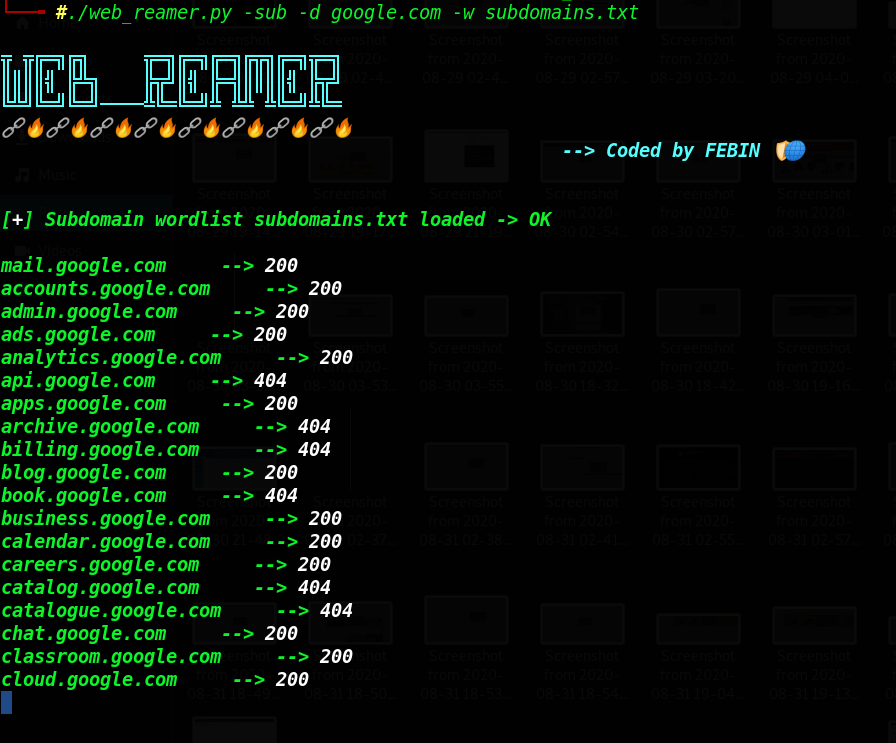 #./web_reamer.py -sub -d google.com -w subdomains.txt
WEB__REAMER
--> Coded by FEBIN
[+] Subdomain wordlist subdomains.txt loaded -> OK
mail.google.com --> 200
accounts.google.com --> 200
admin.google.com --> 200
ads.google.com --> 200
analytics.google.com --> 200
api.google.com --> 404
apps.google.com --> 200
archive.google.com --> 404
billing.google.com --> 404
blog.google.com --> 200
book.google.com --> 404
business.google.com --> 200
calendar.google.com --> 200
careers.google.com --> 200
catalog.google.com --> 404
catalogue.google.com --> 404
chat.google.com --> 200
classroom.google.com --> 200
cloud.google.com --> 200